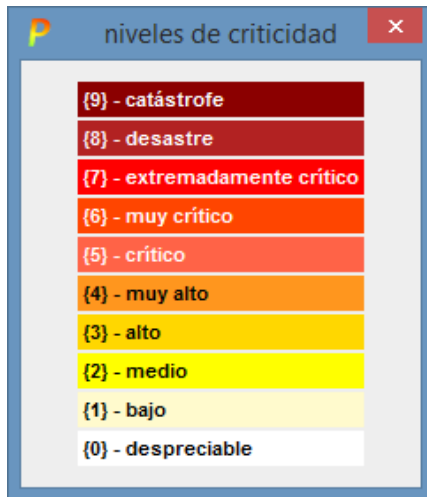 P niveles de criticidad ×
{9} - catástrofe
{8} - desastre
{7} - extremadamente crítico
{6} - muy crítico
{5} - crítico
{4} - muy alto
{3} - alto
{2} - medio
{1} - bajo
{0} - despreciable